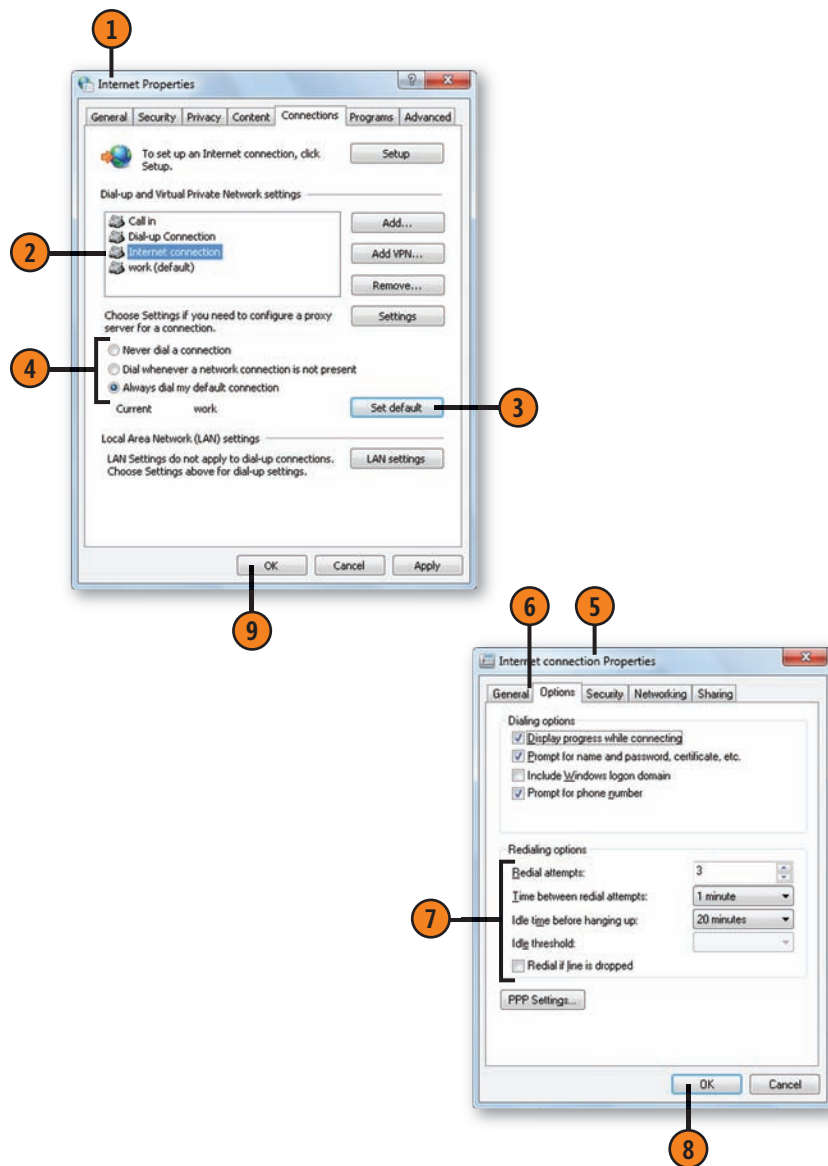 1
Internet Properties
General Security Privacy Content Connections Programs Advanced
To set up an Internet connection, click
Setup.
Setup
Dial-up and Virtual Private Network settings
Call in
Dial-up Connection
Internet connection
work (default)
Add...
Add VPN...
Remove...
2
Choose Settings if you need to configure a proxy
server for a connection.
Settings
Never dial a connection
Dial whenever a network connection is not present
Always dial my default connection
4
Current work
Set default
3
Local Area Network (LAN) settings
LAN Settings do not apply to dial-up connections.
Choose Settings above for dial-up settings.
LAN settings
OK Cancel Apply
9
6
5
Internet connection Properties
General Options Security Networking Sharing
Dialing options
Display progress while connecting
Prompt for name and password, certificate, etc.
Include Windows logon domain
Prompt for phone number
Redialing options
Redial attempts: 3
Time between redial attempts: 1 minute
Idle time before hanging up: 20 minutes
Idle threshold:
Redial if line is dropped
7
PPP Settings...
OK Cancel
8